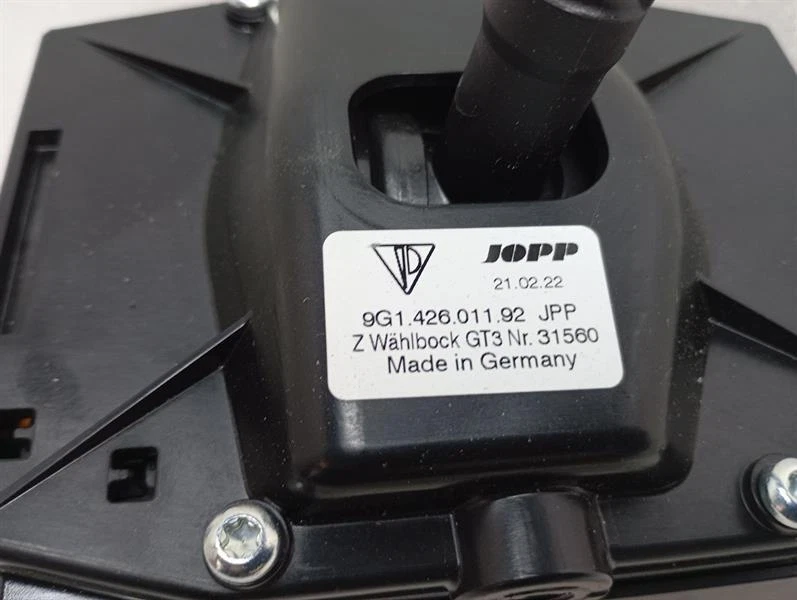 JOPP
21.02.22
9G1.426.011.92 JPP
Z Wählbock GT3 Nr. 31560
Made in Germany